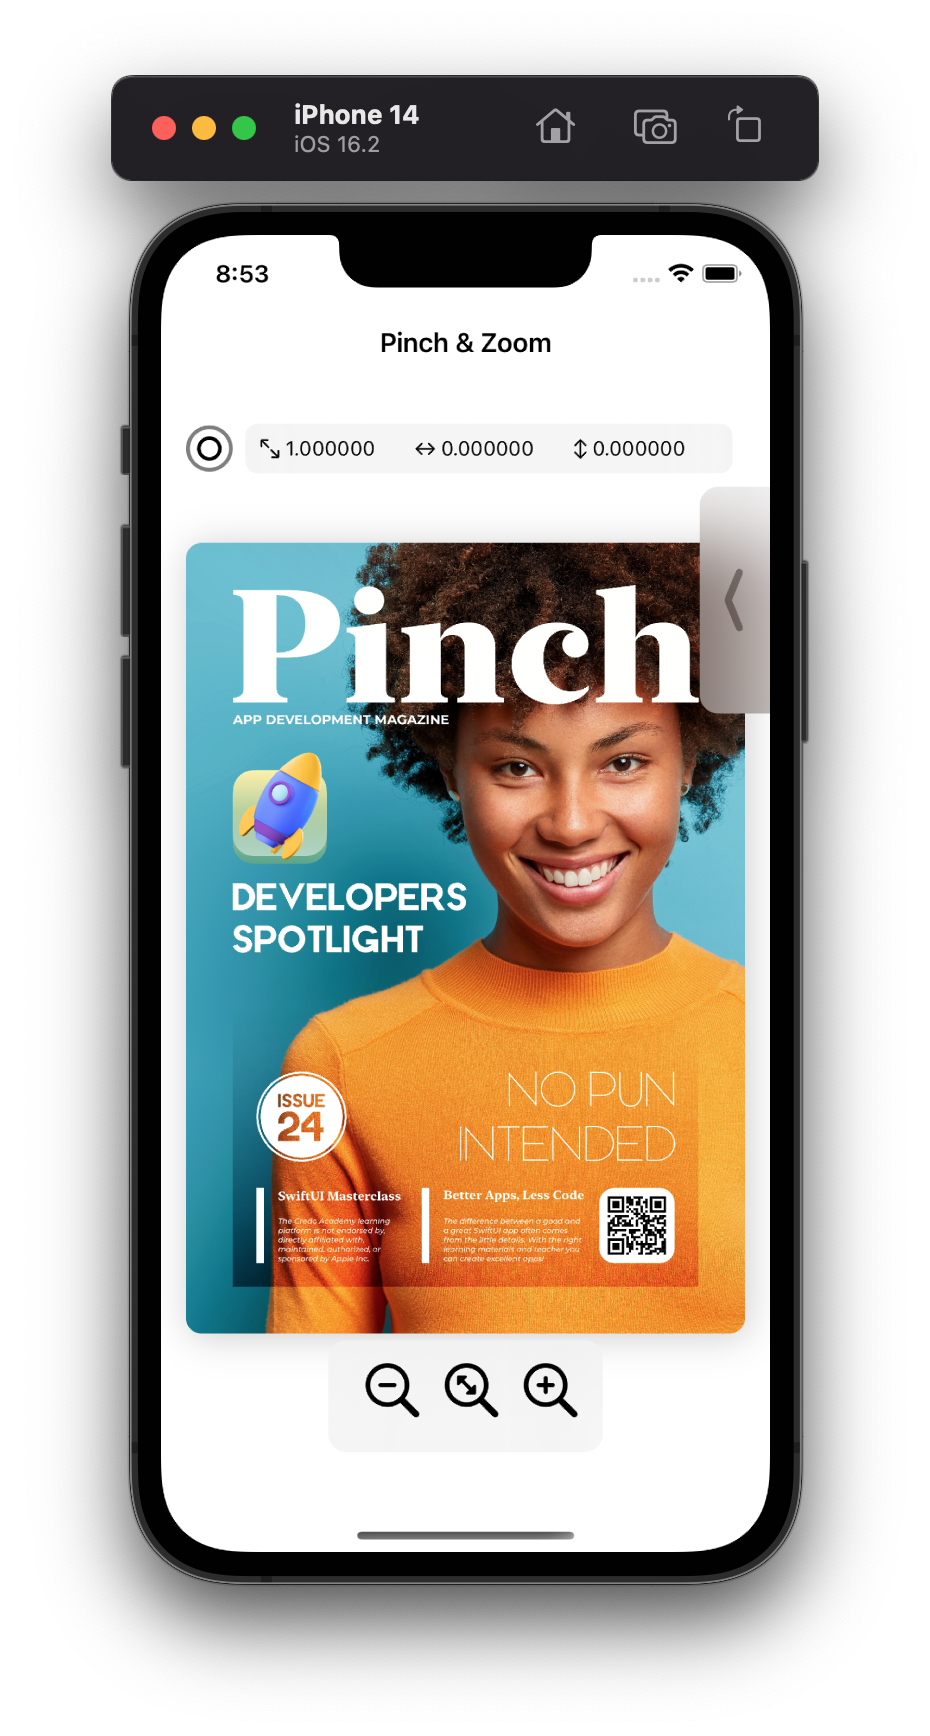 iPhone 14
iOS 16.2
8:53
Pinch & Zoom
1.000000 0.000000 0.000000
Pinch
APP DEVELOPMENT MAGAZINE
DEVELOPERS
SPOTLIGHT
ISSUE
24
NO PUN
INTENDED
SwiftUI Masterclass
The Credo Academy learning
platform is not endorsed by,
directly affiliated with,
maintained, authorized, or
sponsored by Apple Inc.
Better Apps, Less Code
The difference between a good and
a great SwiftUI app often comes
from the little details. With the right
learning materials and teacher you
can create excellent apps!